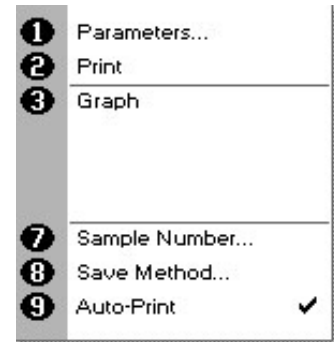 1 Parameters...
2 Print
3 Graph
7 Sample Number...
8 Save Method...
9 Auto-Print ✔